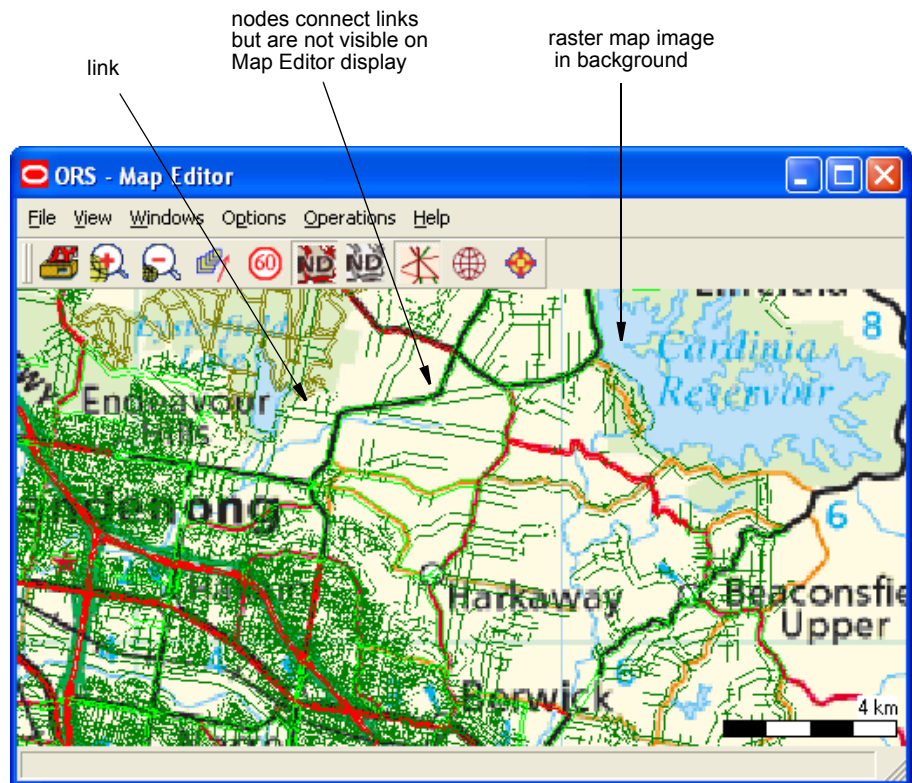 nodes connect links
but are not visible on
Map Editor display
raster map image
in background
link
ORS - Map Editor
File View Windows Options Operations Help
60 ND ND
8
Cardinia
Reservoir
Endeavour
Hills
6
Harkaway
Beaconsfie
Upper
Berwick
4 km